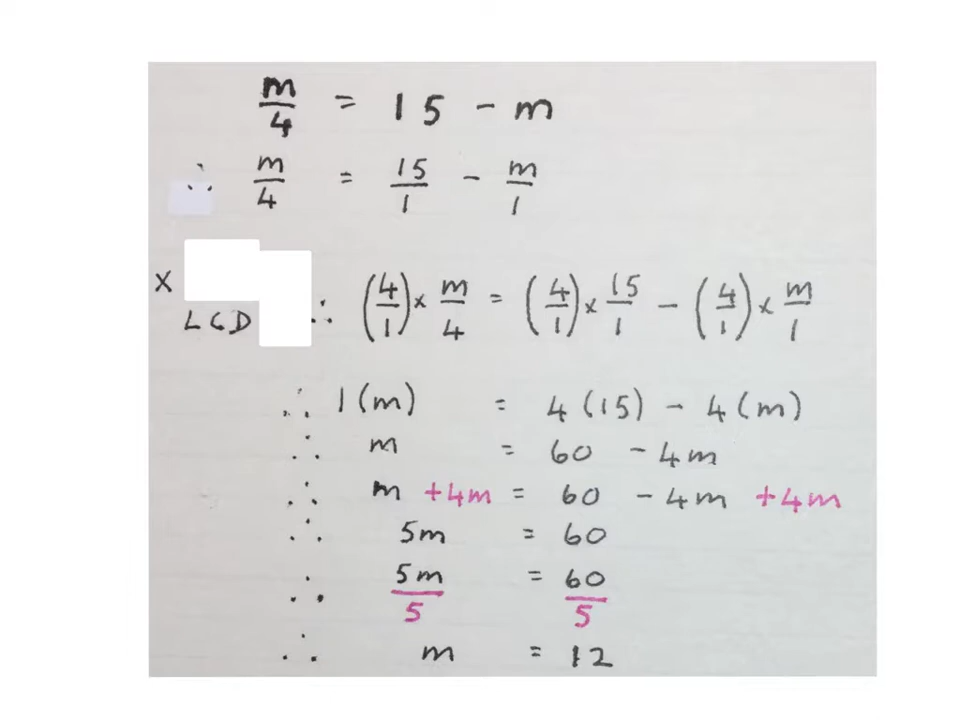 m/4 = 15 - m
∴ m/4 = 15/1 - m/1
× LCD ∴ (4/1) × m/4 = (4/1) × 15/1 - (4/1) × m/1
∴ 1(m) = 4(15) - 4(m)
∴ m = 60 - 4m
∴ m +4m = 60 - 4m +4m
∴ 5m = 60
∴ 5m/5 = 60/5
∴ m = 12